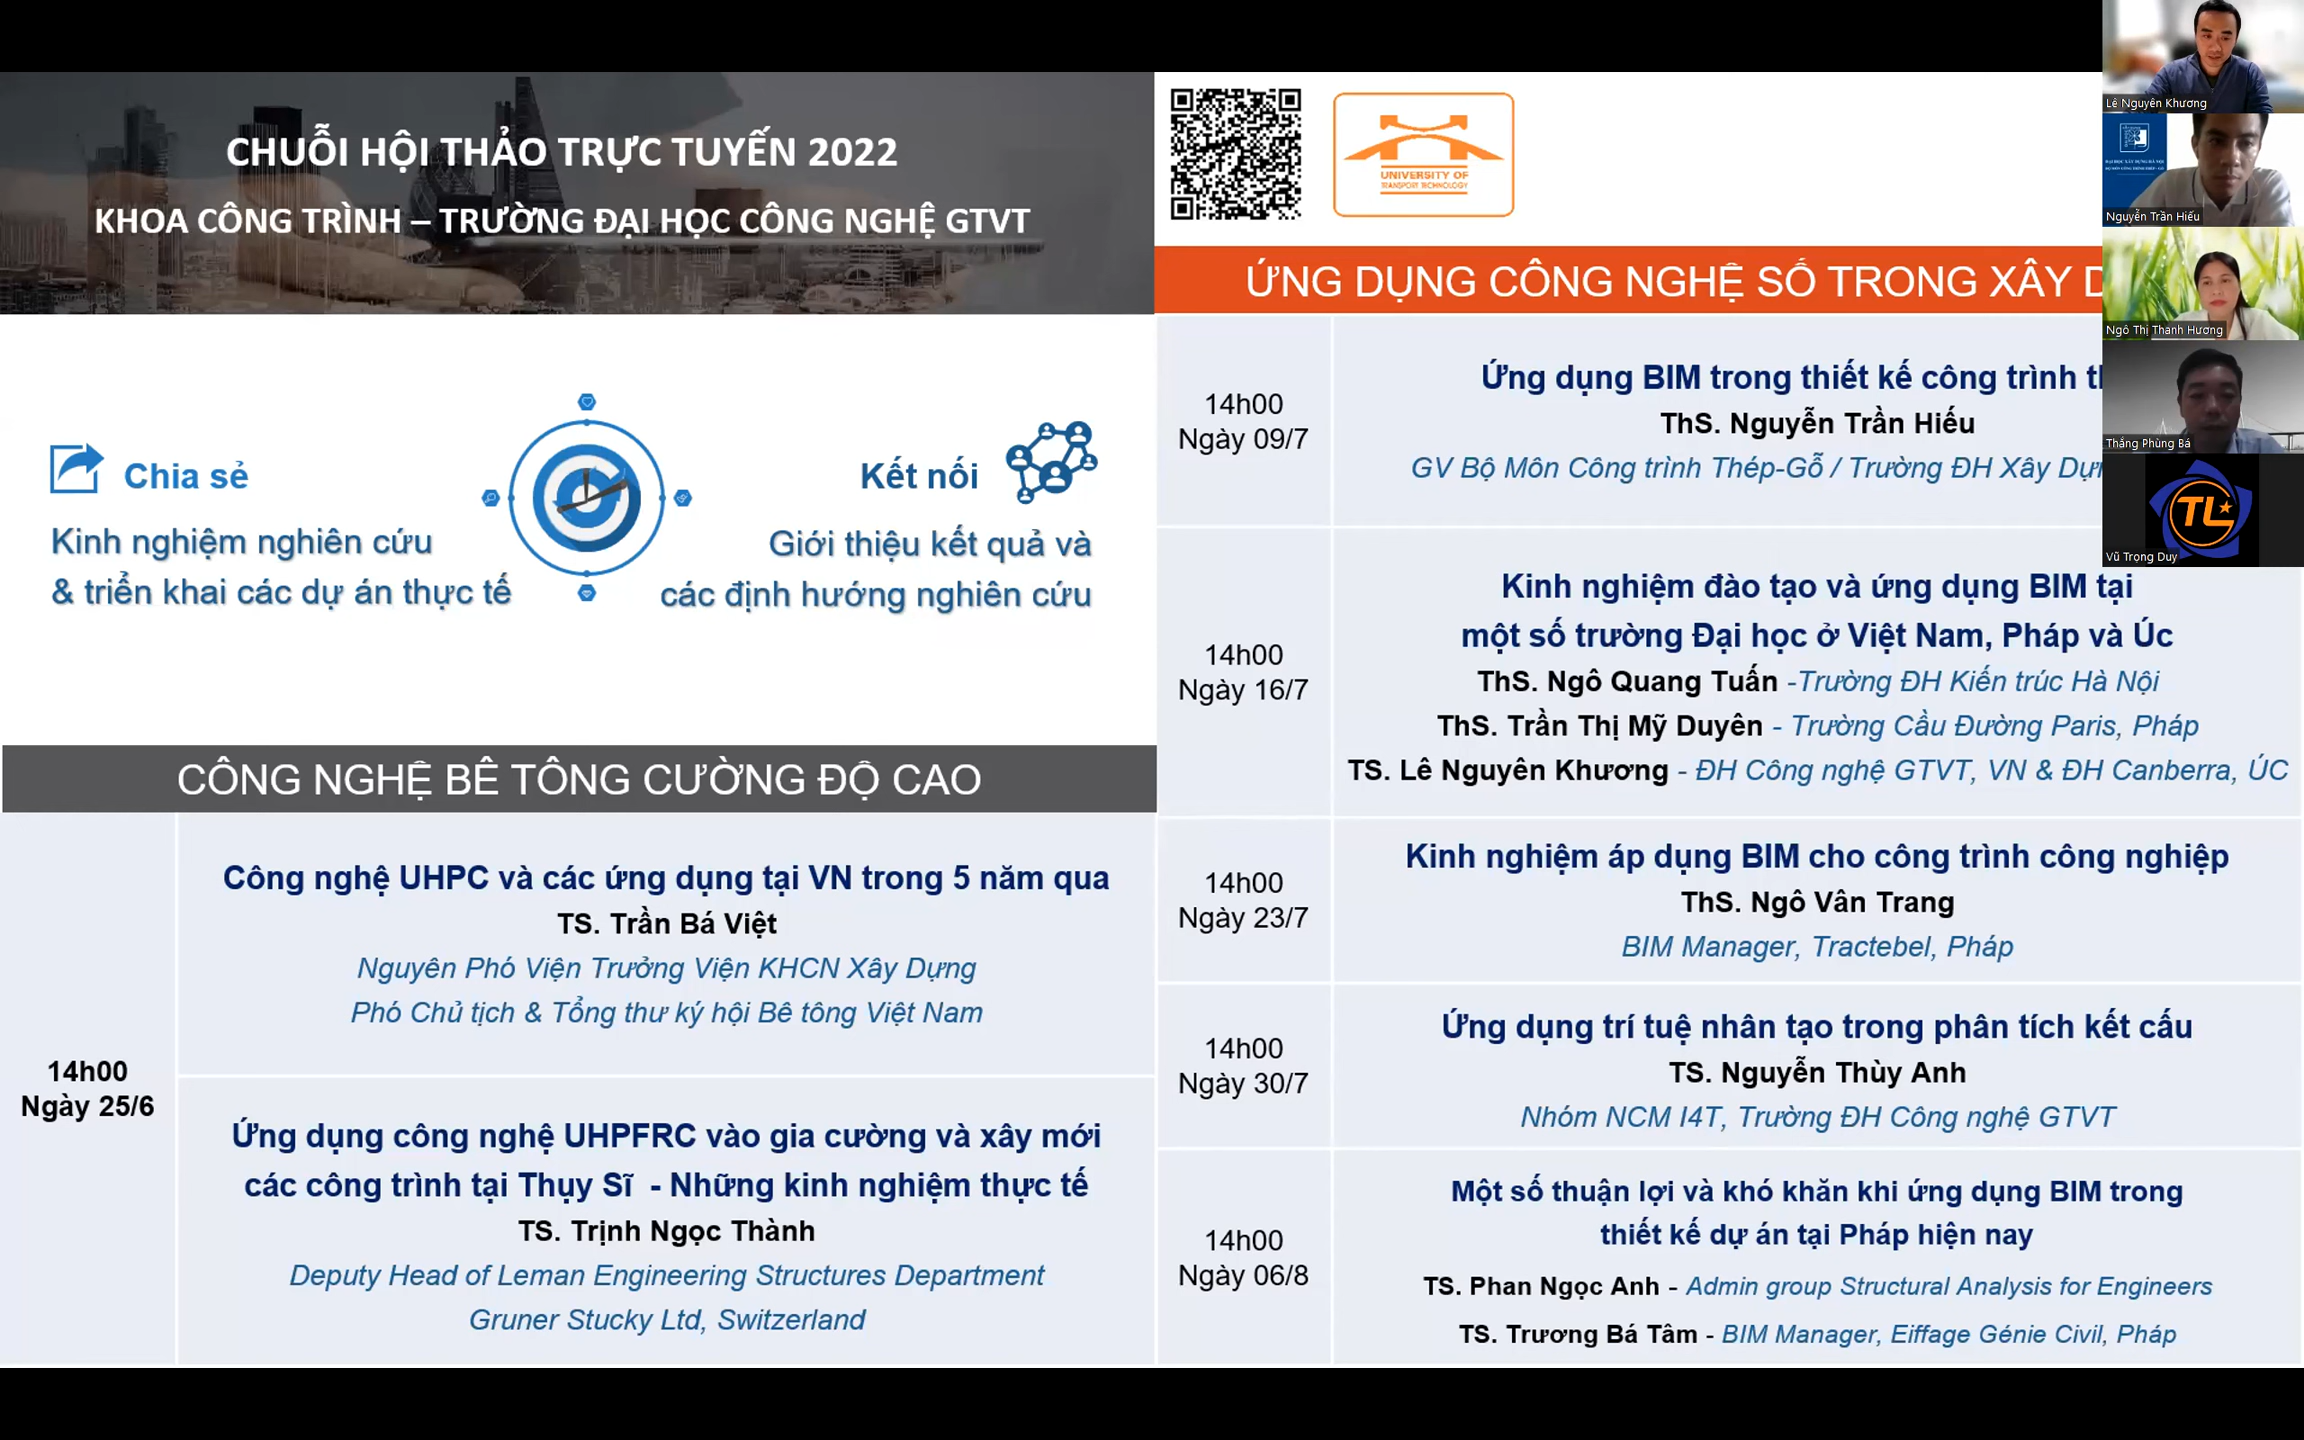 CHUỖI HỘI THẢO TRỰC TUYẾN 2022
KHOA CÔNG TRÌNH – TRƯỜNG ĐẠI HỌC CÔNG NGHỆ GTVT
Chia sẻ
Kinh nghiệm nghiên cứu
& triển khai các dự án thực tế
Kết nối
Giới thiệu kết quả và
các định hướng nghiên cứu
CÔNG NGHỆ BÊ TÔNG CƯỜNG ĐỘ CAO
14h00
Ngày 25/6
Công nghệ UHPC và các ứng dụng tại VN trong 5 năm qua
TS. Trần Bá Việt
Nguyên Phó Viện Trưởng Viện KHCN Xây Dựng
Phó Chủ tịch & Tổng thư ký hội Bê tông Việt Nam
Ứng dụng công nghệ UHPFRC vào gia cường và xây mới
các công trình tại Thụy Sĩ - Những kinh nghiệm thực tế
TS. Trịnh Ngọc Thành
Deputy Head of Leman Engineering Structures Department
Gruner Stucky Ltd, Switzerland
UNIVERSITY OF
TRANSPORT TECHNOLOGY
ỨNG DỤNG CÔNG NGHỆ SỐ TRONG XÂY
14h00
Ngày 09/7
Ứng dụng BIM trong thiết kế công trình
ThS. Nguyễn Trần Hiếu
GV Bộ Môn Công trình Thép-Gỗ / Trường ĐH Xây
14h00
Ngày 16/7
Kinh nghiệm đào tạo và ứng dụng BIM tại
một số trường Đại học ở Việt Nam, Pháp và Úc
ThS. Ngô Quang Tuấn -Trường ĐH Kiến trúc Hà Nội
ThS. Trần Thị Mỹ Duyên - Trường Cầu Đường Paris, Pháp
TS. Lê Nguyên Khương - ĐH Công nghệ GTVT, VN & ĐH Canberra, ÚC
14h00
Ngày 23/7
Kinh nghiệm áp dụng BIM cho công trình công nghiệp
ThS. Ngô Vân Trang
BIM Manager, Tractebel, Pháp
14h00
Ngày 30/7
Ứng dụng trí tuệ nhân tạo trong phân tích kết cấu
TS. Nguyễn Thùy Anh
Nhóm NCM I4T, Trường ĐH Công nghệ GTVT
14h00
Ngày 06/8
Một số thuận lợi và khó khăn khi ứng dụng BIM trong
thiết kế dự án tại Pháp hiện nay
TS. Phan Ngọc Anh - Admin group Structural Analysis for Engineers
TS. Trương Bá Tâm - BIM Manager, Eiffage Génie Civil, Pháp
Lê Nguyên Khương
ĐẠI HỌC XÂY DỰNG HÀ NỘI
Nguyễn Trần Hiếu
Ngô Thị Thanh Hương
Thắng Phùng Bá
TL
Vũ Trọng Duy